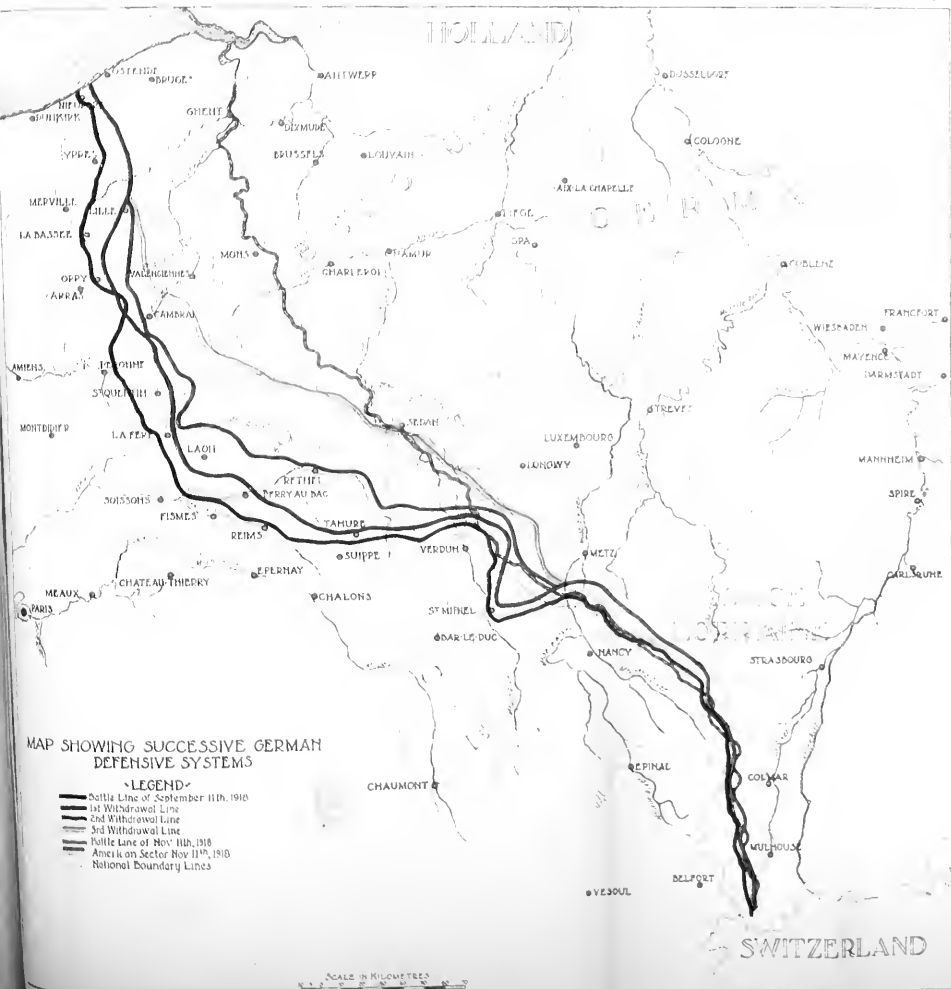 HOLLAND
OSTENDE
BRUGE
ANTWERP
DUSSELDORF
NIEU
DUNKIRK
GHENT
DIXMUDE
COLOGNE
YPRES
BRUSSELS
LOUVAIN
AIX-LA CHAPELLE
MERVILLE
LILLE
LIEGE
LA BASSEE
SPA
MONS
NAMUR
CHARLEROI
COBLENZ
OPPY
VALENCIENNES
ARRAS
CAMBRAI
FRANCFORT
WIESBADEN
MAYENCE
AMIENS
PERONNE
DARMSTADT
ST QUENTIN
TREVES
SEDAN
MONTDIDIER
LA FERE
LUXEMBOURG
LAON
LONGWY
MANNHEIM
RETHEL
BERRY AU BAC
SPIRE
SOISSONS
FISMES
TAHURE
REIMS
VERDUN
METZ
SUIPPE
CARLSRUHE
CHATEAU-THIERRY
EPERNAY
MEAUX
CHALONS
PARIS
ST MIHIEL
LORRAINE
BAR-LE-DUC
NANCY
STRASBOURG
MAP SHOWING SUCCESSIVE GERMAN
DEFENSIVE SYSTEMS
LEGEND
Battle Line of September 11th, 1918
1st Withdrawal Line
2nd Withdrawal Line
3rd Withdrawal Line
Battle Line of Nov 11th, 1918
American Sector Nov 11th, 1918
National Boundary Lines
EPINAL
CHAUMONT
COLMAR
MULHOUSE
BELFORT
VESOUL
SWITZERLAND
SCALE IN KILOMETRES